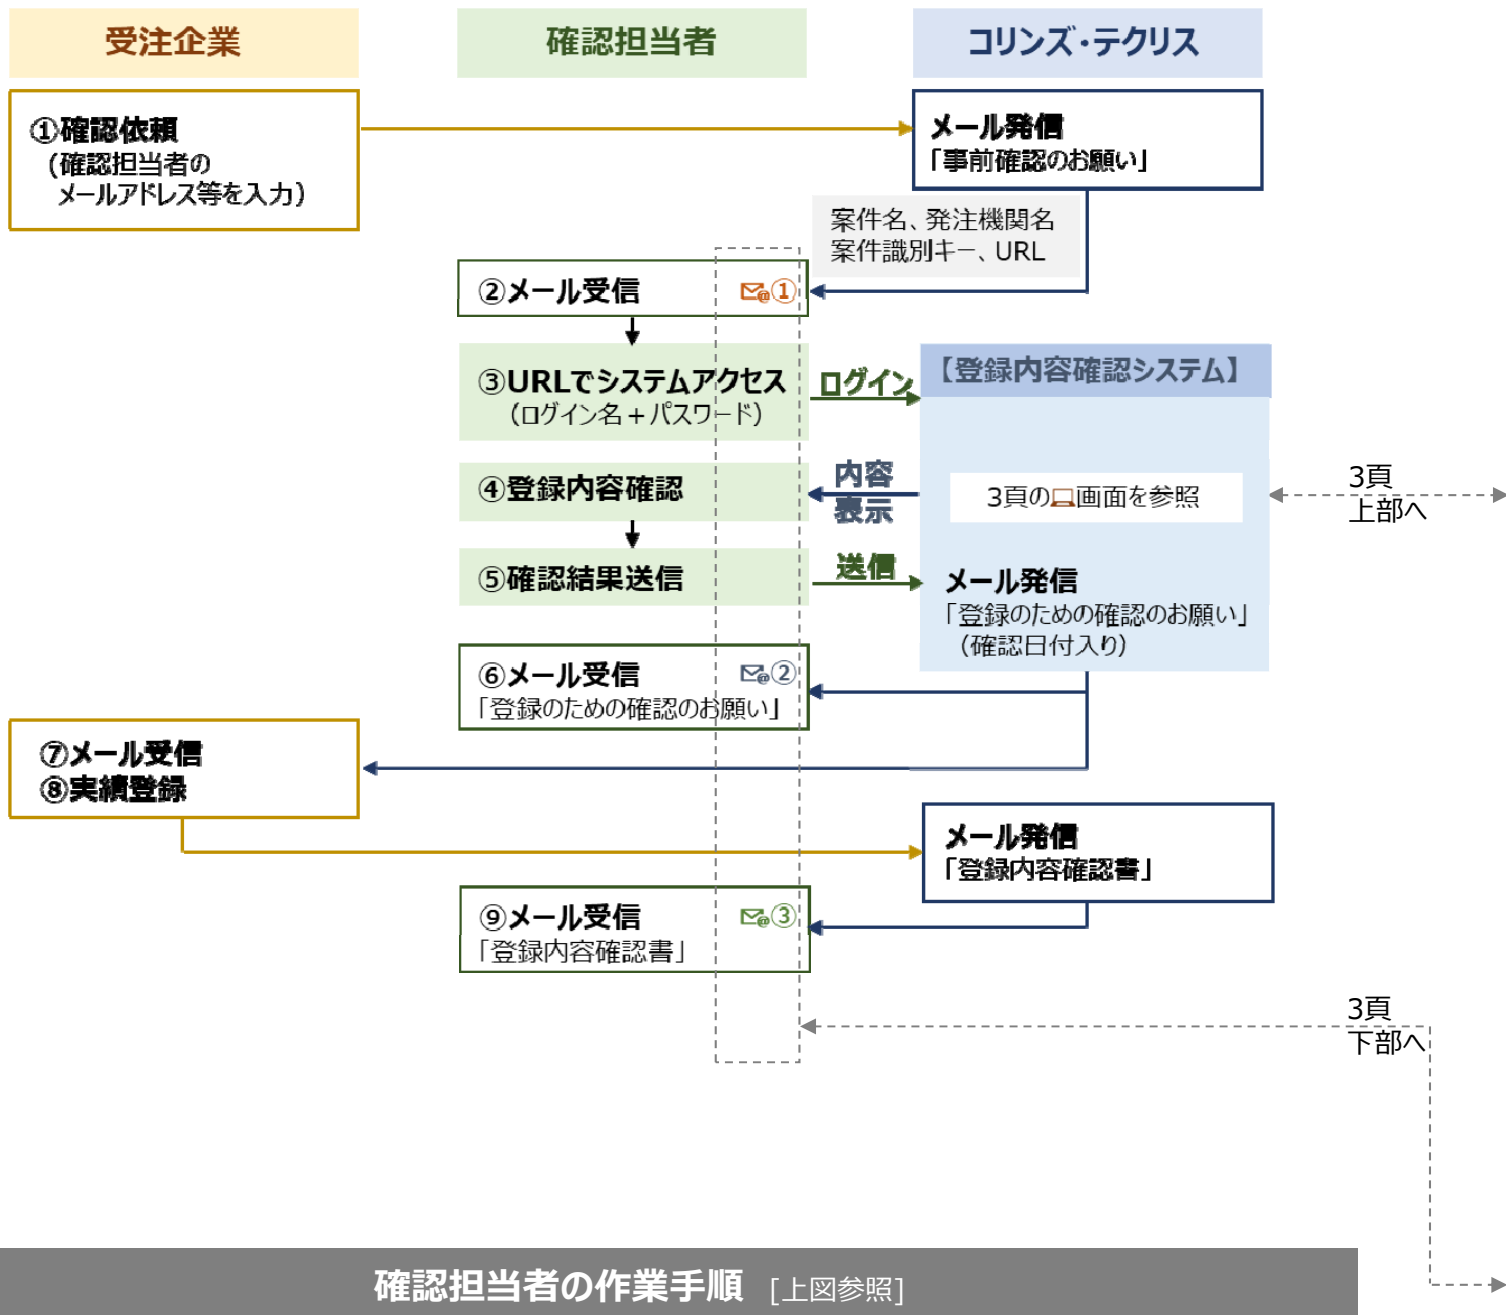 受注企業
確認担当者
コリンズ・テクリス
①確認依頼
(確認担当者の
メールアドレス等を入力)
メール発信
「事前確認のお願い」
案件名、発注機関名
案件識別キー、URL
②メール受信
@①
③URLでシステムアクセス
(ログイン名+パスワード)
ログイン
【登録内容確認システム】
④登録内容確認
内容
表示
3頁の画面を参照
3頁
上部へ
⑤確認結果送信
送信
メール発信
「登録のための確認のお願い」
(確認日付入り)
⑥メール受信
@②
「登録のための確認のお願い」
⑦メール受信
⑧実績登録
メール発信
「登録内容確認書」
⑨メール受信
@③
「登録内容確認書」
3頁
下部へ
確認担当者の作業手順 [上図参照]